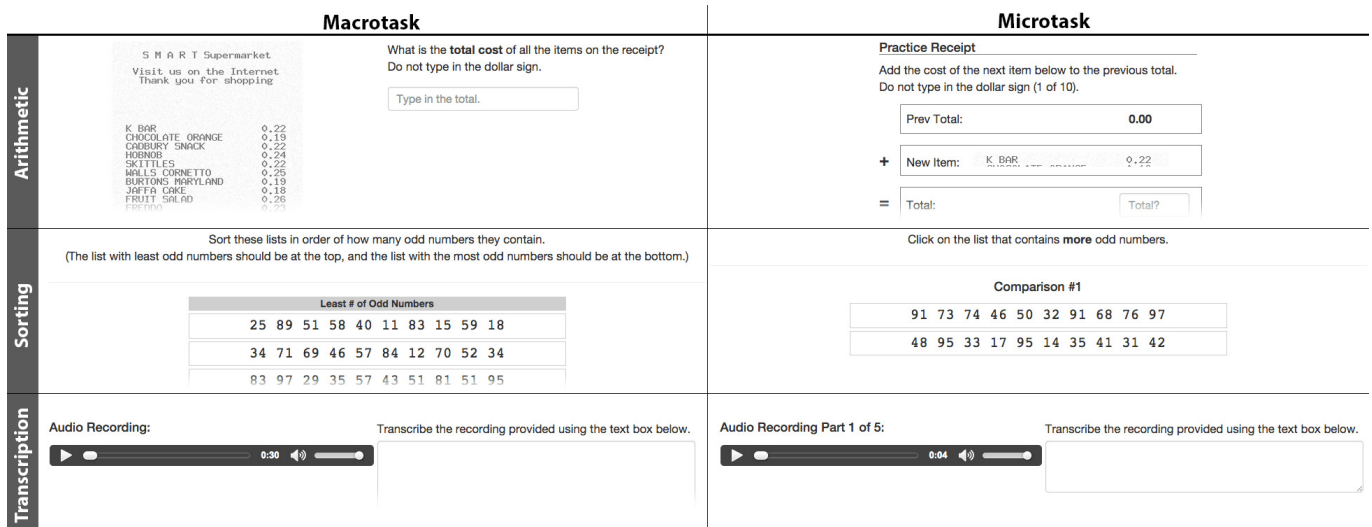 Macrotask
Microtask
Arithmetic
S M A R T Supermarket
Visit us on the Internet
Thank you for shopping
K BAR 0.22
CHOCOLATE ORANGE 0.19
CADBURY SNACK 0.22
HOBNOB 0.24
SKITTLES 0.22
WALLS CORNETTO 0.25
BURTONS MARYLAND 0.19
JAFFA CAKE 0.18
FRUIT SALAD 0.26
FREDDO 0.23
What is the total cost of all the items on the receipt?
Do not type in the dollar sign.
Type in the total.
Practice Receipt
Add the cost of the next item below to the previous total.
Do not type in the dollar sign (1 of 10).
Prev Total: 0.00
+ New Item: K BAR 0.22
= Total: Total?
Sorting
Sort these lists in order of how many odd numbers they contain.
(The list with least odd numbers should be at the top, and the list with the most odd numbers should be at the bottom.)
Least # of Odd Numbers
25 89 51 58 40 11 83 15 59 18
34 71 69 46 57 84 12 70 52 34
83 97 29 35 57 43 51 81 51 95
Click on the list that contains more odd numbers.
Comparison #1
91 73 74 46 50 32 91 68 76 97
48 95 33 17 95 14 35 41 31 42
Transcription
Audio Recording:
0:30
Transcribe the recording provided using the text box below.
Audio Recording Part 1 of 5:
0:04
Transcribe the recording provided using the text box below.